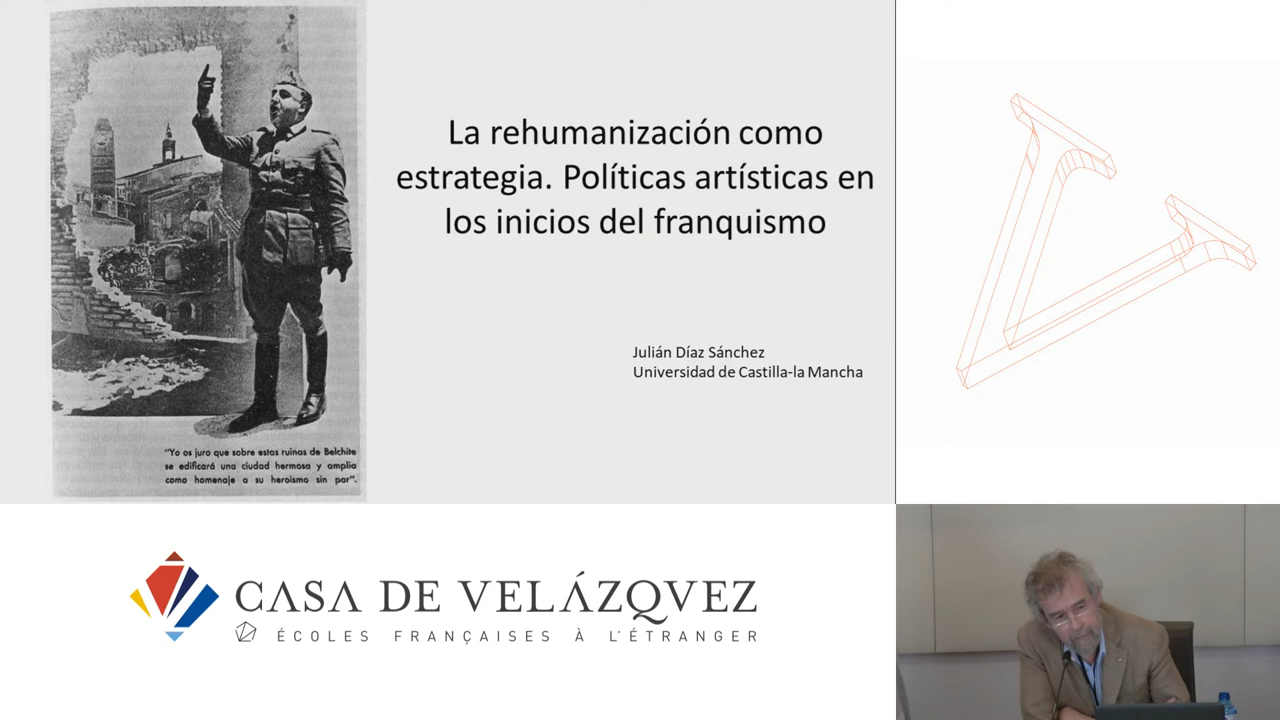 La rehumanización como
estrategia. Políticas artísticas en
los inicios del franquismo
Julián Díaz Sánchez
Universidad de Castilla-la Mancha
"Yo os juro que sobre estas ruinas de Belchite
se edificará una ciudad hermosa y amplia
como homenaje a su heroísmo sin par".
CASA DE VELÁZQVEZ
ÉCOLES FRANÇAISES À L'ÉTRANGER